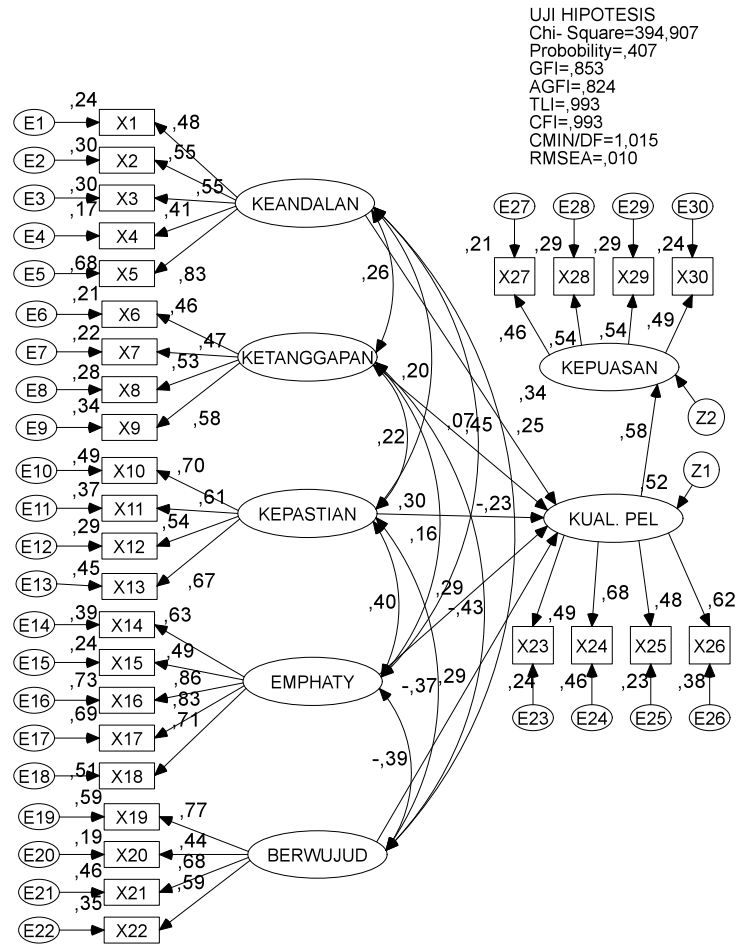 UJI HIPOTESIS
Chi- Square=394,907
Probobility=,407
GFI=,853
AGFI=,824
TLI=,993
CFI=,993
CMIN/DF=1,015
RMSEA=,010
,24
E1 X1 ,48
,30
E2 X2 ,55
,30
E3 X3 ,55
,17
E4 X4 ,41
,68
E5 X5 ,83
KEANDALAN
,21
E6 X6 ,46
,22
E7 X7 ,47
,28
E8 X8 ,53
,34
E9 X9 ,58
KETANGGAPAN
,49
E10 X10 ,70
,37
E11 X11 ,61
,29
E12 X12 ,54
,45
E13 X13 ,67
KEPASTIAN
,39
E14 X14 ,63
,24
E15 X15 ,49
,73
E16 X16 ,86
,69
E17 X17 ,83
,51
E18 X18 ,71
EMPHATY
,59
E19 X19 ,77
,19
E20 X20 ,44
,46
E21 X21 ,68
,35
E22 X22 ,59
BERWUJUD
,26
,20
,22
,07 ,45 ,25
,30 -,23
,16
,40 ,29 -,43
-,37 ,29
-,39
E27 E28 E29 E30
,21 ,29 ,29 ,24
X27 X28 X29 X30
,46 ,54 ,54 ,49
KEPUASAN
,34
Z2
,58
Z1
,52
KUAL. PEL
,49 ,68 ,48 ,62
X23 X24 X25 X26
,24 ,46 ,23 ,38
E23 E24 E25 E26